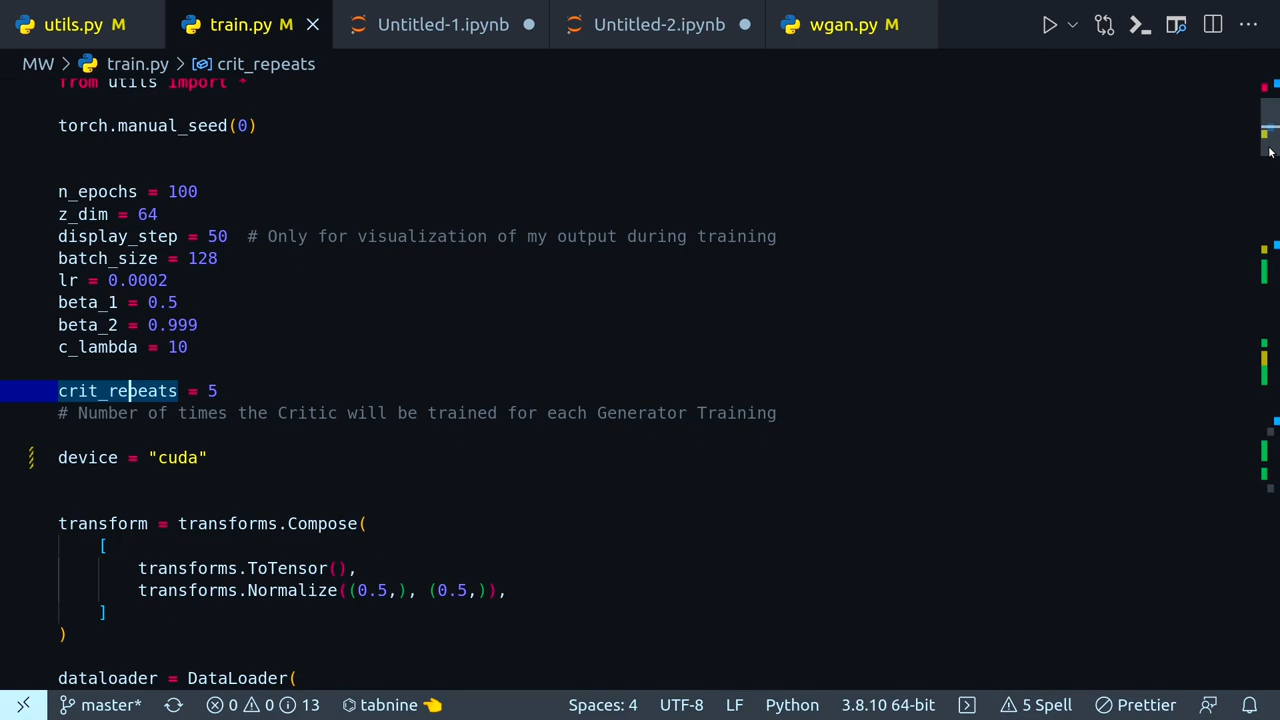 utils.py M train.py M Untitled-1.ipynb Untitled-2.ipynb wgan.py M
MW > train.py > crit_repeats
from utils import *
torch.manual_seed(0)
n_epochs = 100
z_dim = 64
display_step = 50  # Only for visualization of my output during training
batch_size = 128
lr = 0.0002
beta_1 = 0.5
beta_2 = 0.999
c_lambda = 10
crit_repeats = 5
# Number of times the Critic will be trained for each Generator Training
device = "cuda"
transform = transforms.Compose(
[
transforms.ToTensor(),
transforms.Normalize((0.5,), (0.5,)),
]
)
dataloader = DataLoader(
master* 0 0 13 tabnine Spaces: 4 UTF-8 LF Python 3.8.10 64-bit 5 Spell Prettier